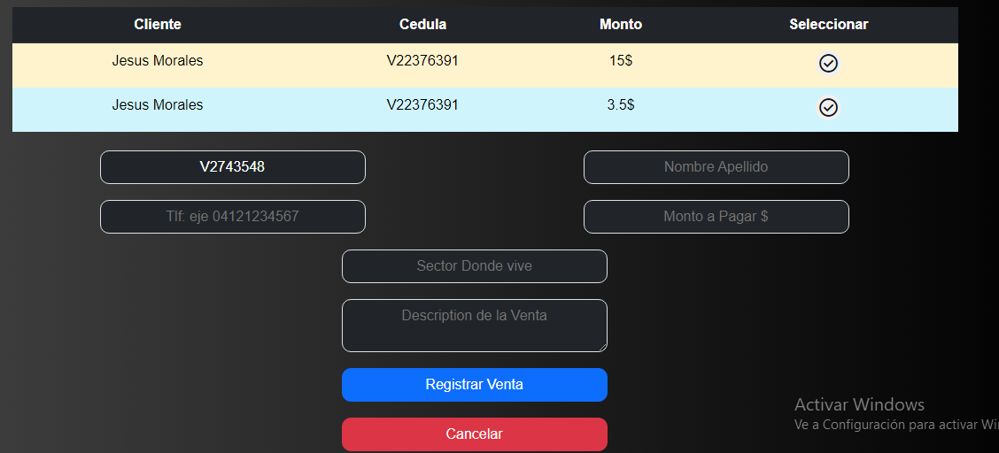 Cliente Cedula Monto Seleccionar
Jesus Morales V22376391 15$
Jesus Morales V22376391 3.5$
V2743548 Nombre Apellido
Tlf: eje 04121234567 Monto a Pagar $
Sector Donde vive
Description de la Venta
Registrar Venta
Cancelar
Activar Windows
Ve a Configuración para activar Wi